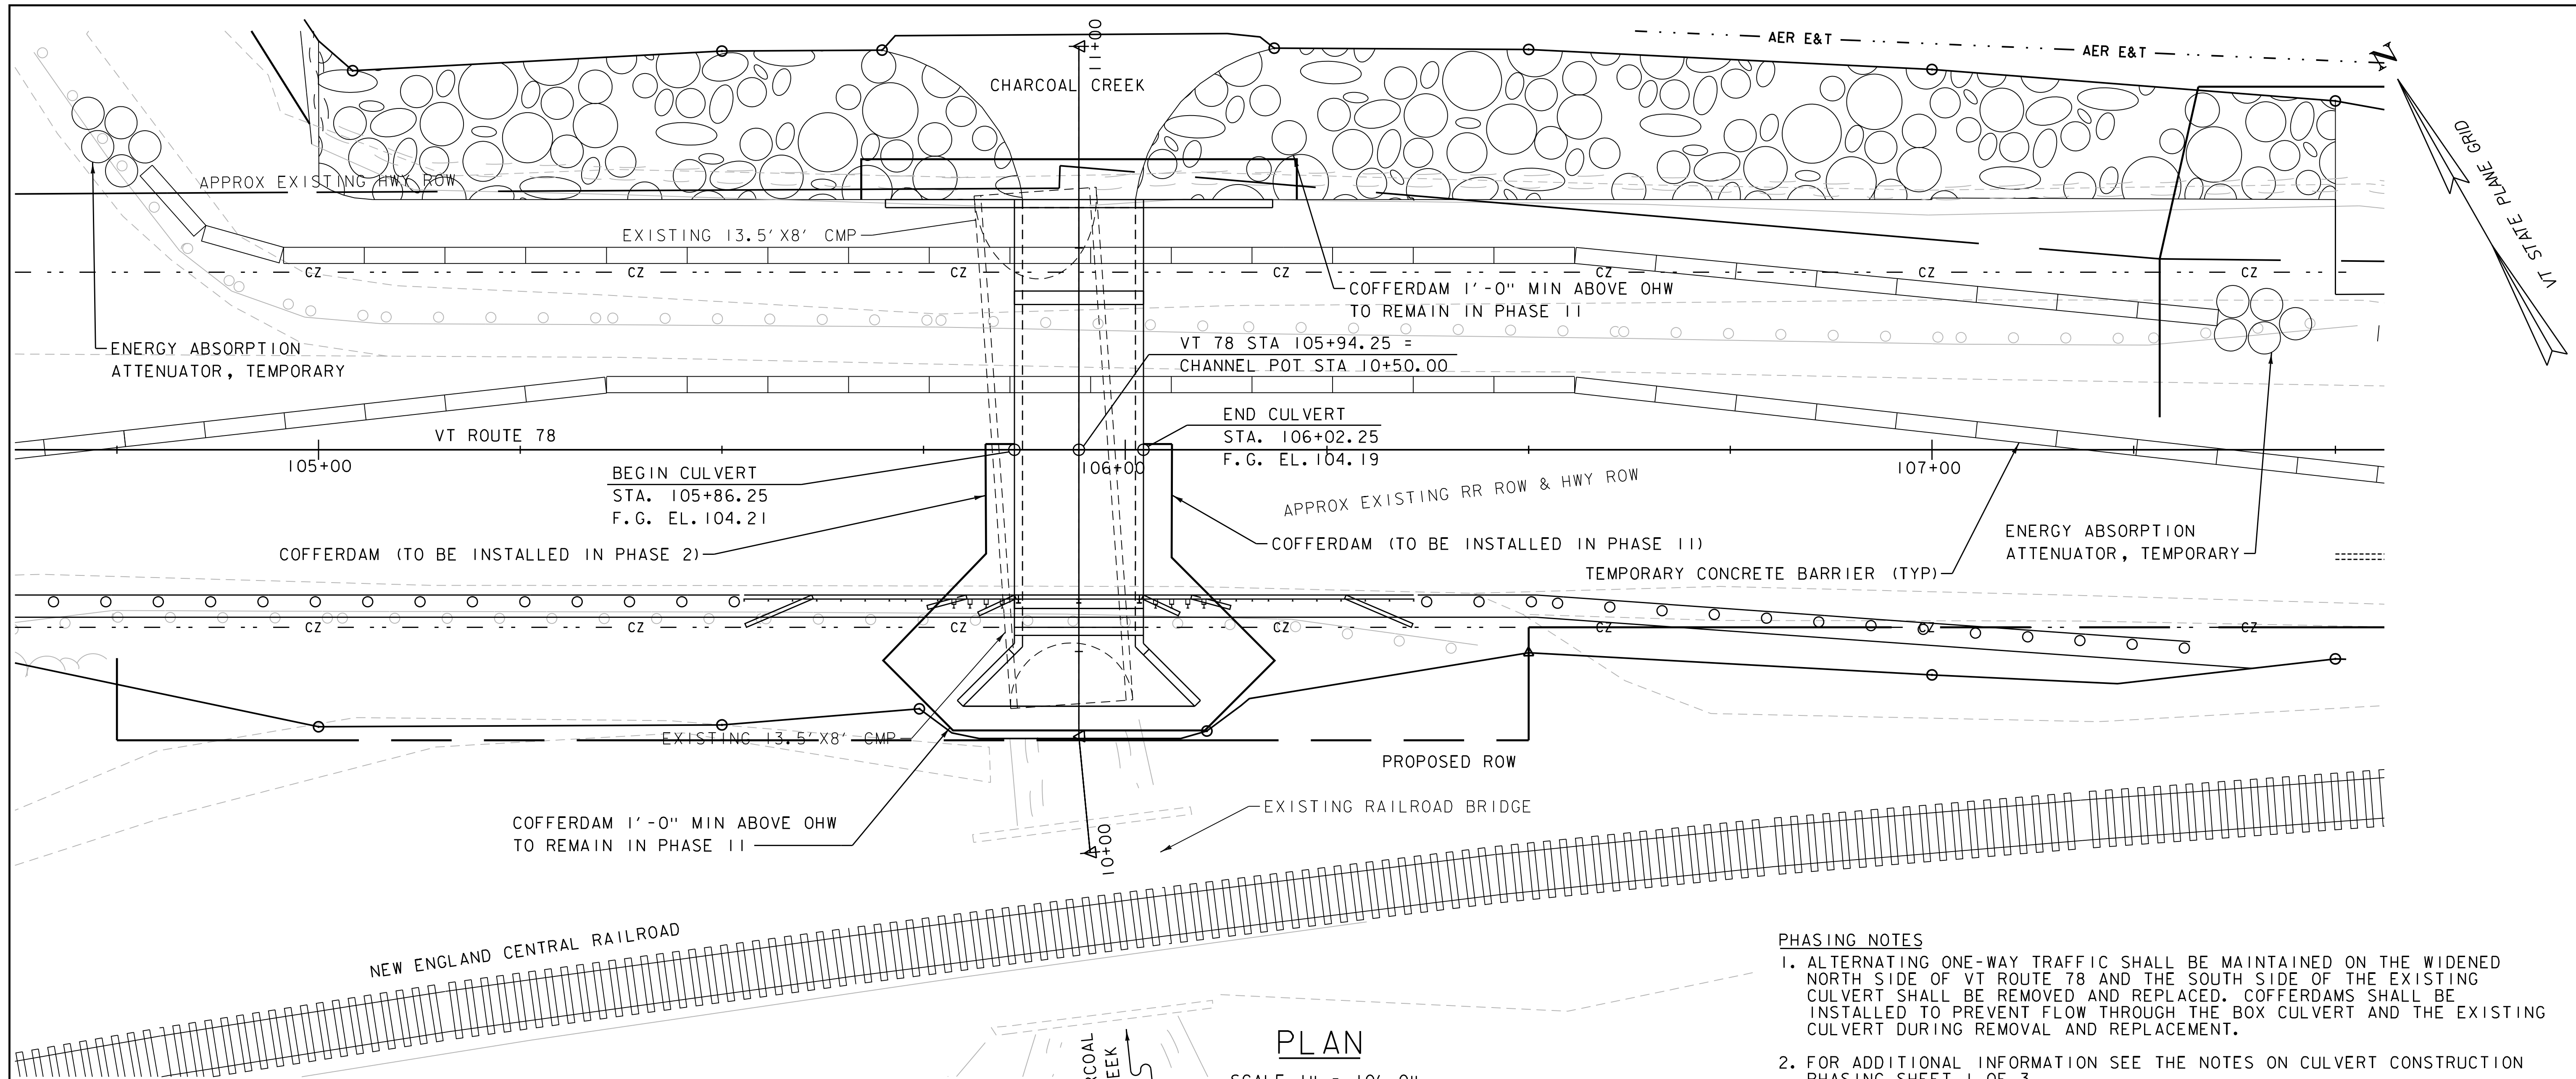 11+00
AER E&T
AER E&T
N
VT STATE PLANE GRID
CHARCOAL CREEK
APPROX EXISTING HWY ROW
EXISTING 13.5'X8' CMP
CZ
CZ
CZ
CZ
CZ
CZ
CZ
COFFERDAM 1'-0" MIN ABOVE OHW
TO REMAIN IN PHASE II
ENERGY ABSORPTION
ATTENUATOR, TEMPORARY
VT 78 STA 105+94.25 =
CHANNEL POT STA 10+50.00
VT ROUTE 78
105+00
106+00
107+00
END CULVERT
STA. 106+02.25
F.G. EL.104.19
BEGIN CULVERT
STA. 105+86.25
F.G. EL.104.21
APPROX EXISTING RR ROW & HWY ROW
COFFERDAM (TO BE INSTALLED IN PHASE 2)
COFFERDAM (TO BE INSTALLED IN PHASE II)
ENERGY ABSORPTION
ATTENUATOR, TEMPORARY
TEMPORARY CONCRETE BARRIER (TYP)
CZ
CZ
CZ
CZ
CZ
CZ
CZ
EXISTING 13.5'X8' CMP
PROPOSED ROW
COFFERDAM 1'-0" MIN ABOVE OHW
TO REMAIN IN PHASE II
EXISTING RAILROAD BRIDGE
10+00
NEW ENGLAND CENTRAL RAILROAD
PLAN
PHASING NOTES
1. ALTERNATING ONE-WAY TRAFFIC SHALL BE MAINTAINED ON THE WIDENED
NORTH SIDE OF VT ROUTE 78 AND THE SOUTH SIDE OF THE EXISTING
CULVERT SHALL BE REMOVED AND REPLACED. COFFERDAMS SHALL BE
INSTALLED TO PREVENT FLOW THROUGH THE BOX CULVERT AND THE EXISTING
CULVERT DURING REMOVAL AND REPLACEMENT.
2. FOR ADDITIONAL INFORMATION SEE THE NOTES ON CULVERT CONSTRUCTION
PHASING SHEET 1 OF 3